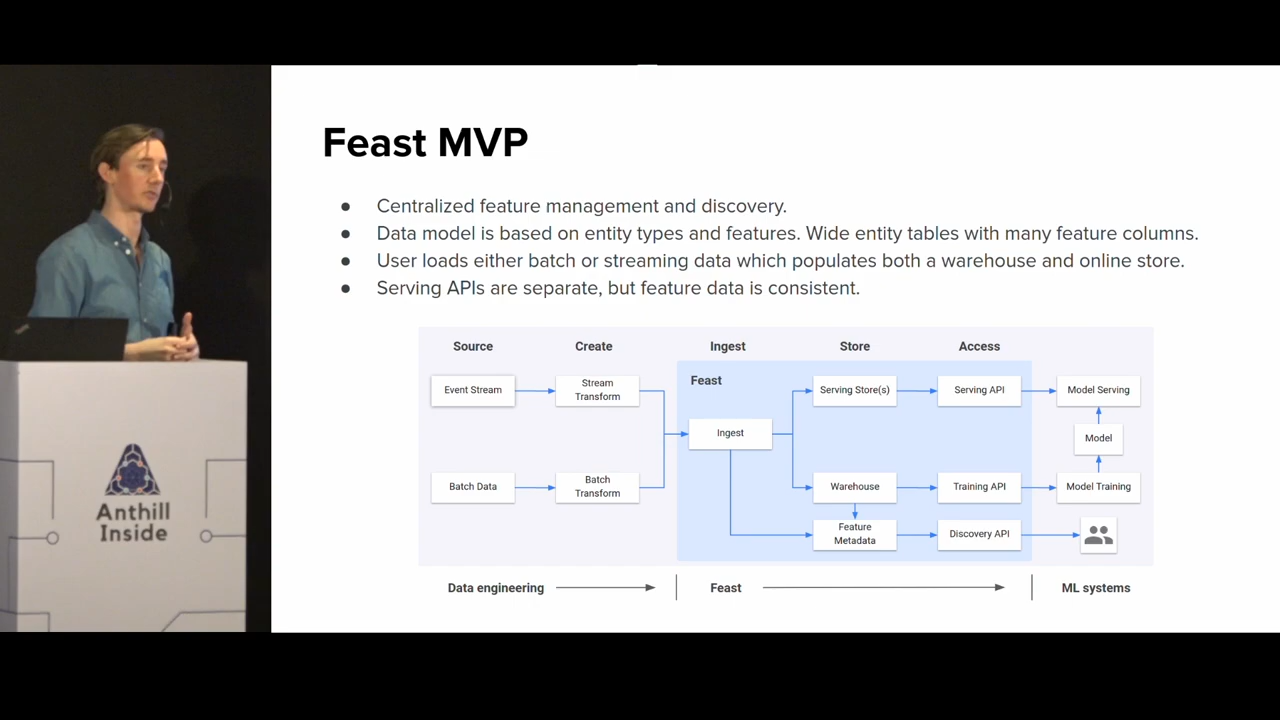 Feast MVP
● Centralized feature management and discovery.
● Data model is based on entity types and features. Wide entity tables with many feature columns.
● User loads either batch or streaming data which populates both a warehouse and online store.
● Serving APIs are separate, but feature data is consistent.
Source
Create
Ingest
Store
Access
Feast
Event Stream
Stream
Transform
Serving Store(s)
Serving API
Model Serving
Ingest
Model
Batch Data
Batch
Transform
Warehouse
Training API
Model Training
Feature
Metadata
Discovery API
Data engineering
Feast
ML systems
Anthill
Inside